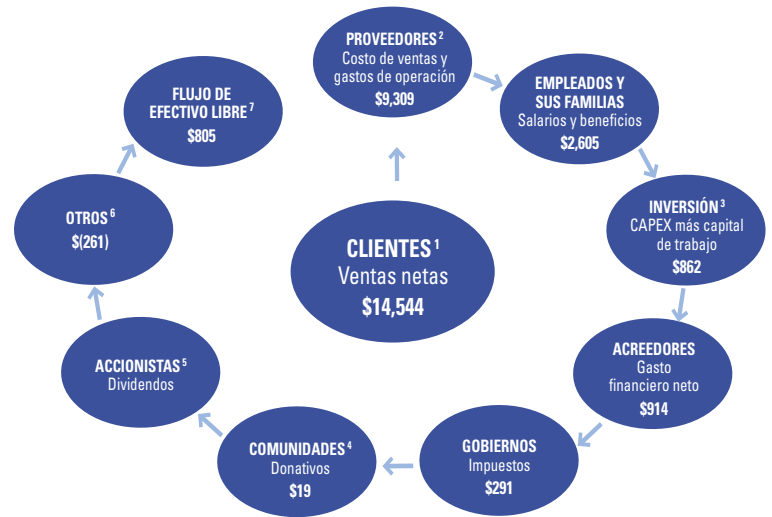 CLIENTES 1
Ventas netas
$14,544
PROVEEDORES 2
Costo de ventas y
gastos de operación
$9,309
EMPLEADOS Y
SUS FAMILIAS
Salarios y beneficios
$2,605
INVERSIÓN 3
CAPEX más capital
de trabajo
$862
ACREEDORES
Gasto
financiero neto
$914
GOBIERNOS
Impuestos
$291
COMUNIDADES 4
Donativos
$19
ACCIONISTAS 5
Dividendos
OTROS 6
$(261)
FLUJO DE
EFECTIVO LIBRE 7
$805